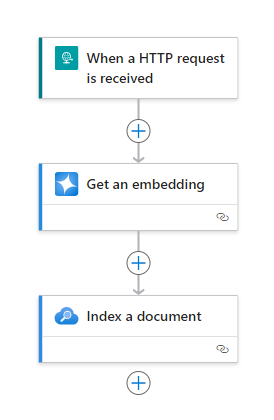 When a HTTP request
is received
Get an embedding
Index a document